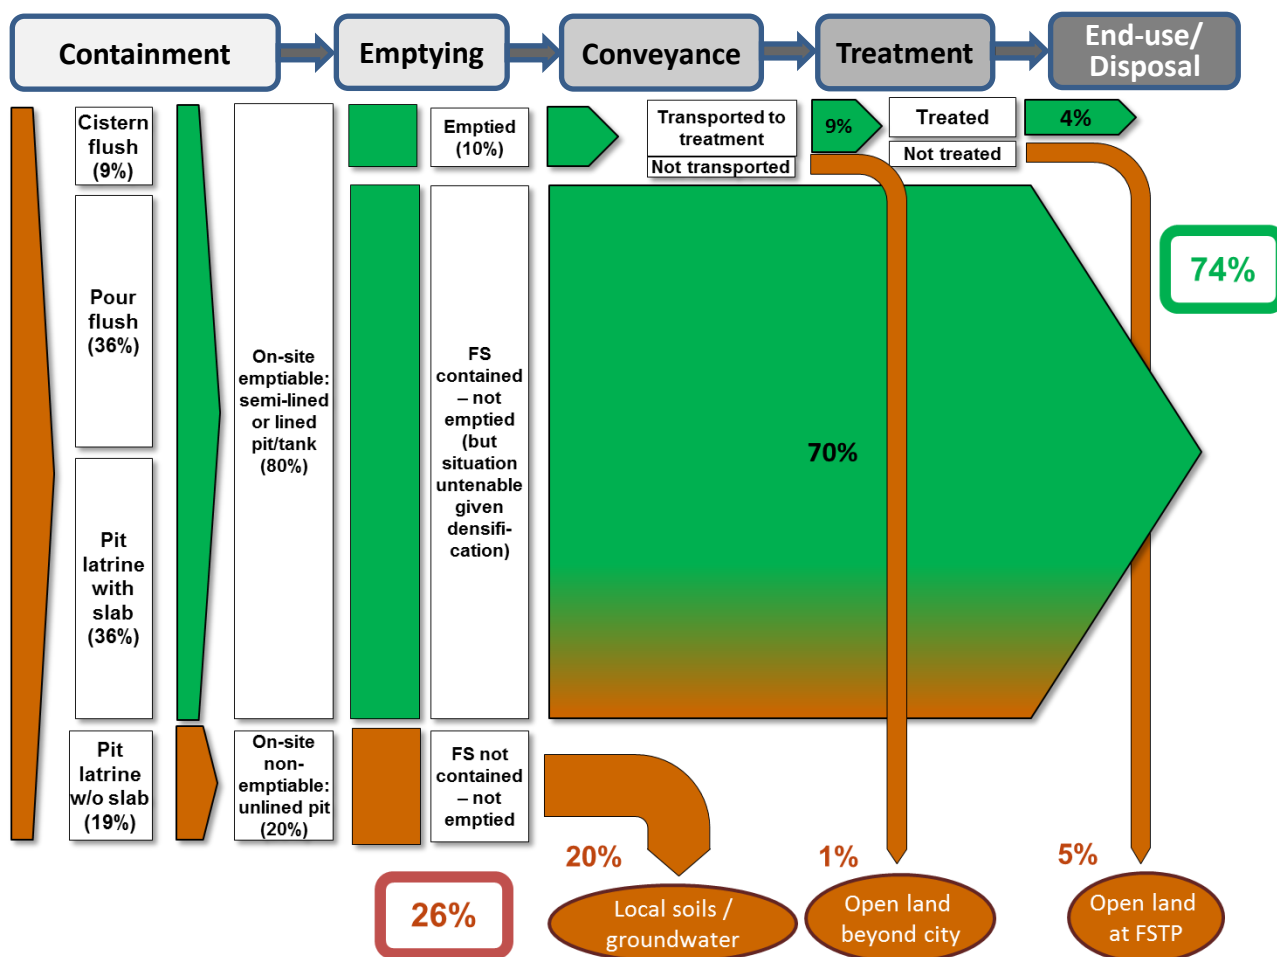 Containment
Emptying
Conveyance
Treatment
End-use/
Disposal
Cistern
flush
(9%)
Pour
flush
(36%)
Pit
latrine
with
slab
(36%)
Pit
latrine
w/o slab
(19%)
On-site
emptiable:
semi-lined
or lined
pit/tank
(80%)
On-site
non-
emptiable:
unlined pit
(20%)
Emptied
(10%)
FS
contained
– not
emptied
(but
situation
untenable
given
densifi-
cation)
FS not
contained
– not
emptied
Transported to
treatment
Not transported
9%
Treated
Not treated
4%
74%
70%
20%
1%
5%
26%
Local soils /
groundwater
Open land
beyond city
Open land
at FSTP